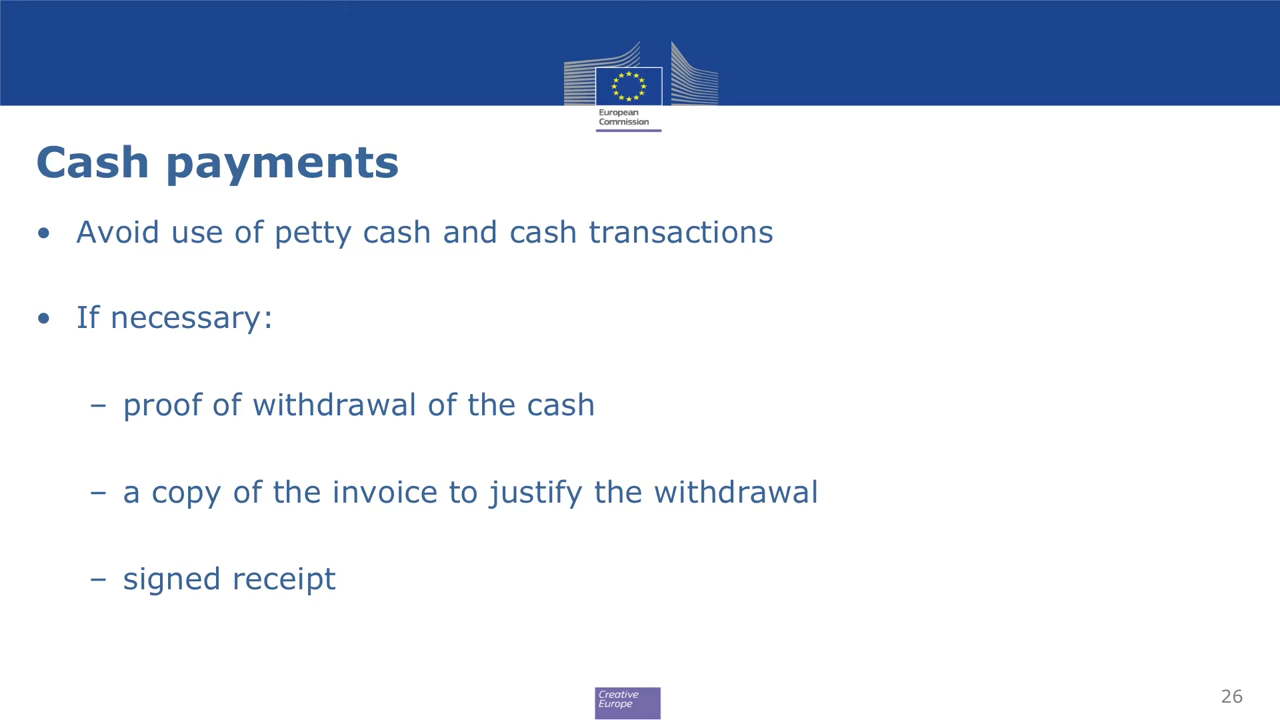 European
Commission
Cash payments
• Avoid use of petty cash and cash transactions
• If necessary:
– proof of withdrawal of the cash
– a copy of the invoice to justify the withdrawal
– signed receipt
Creative
Europe
26